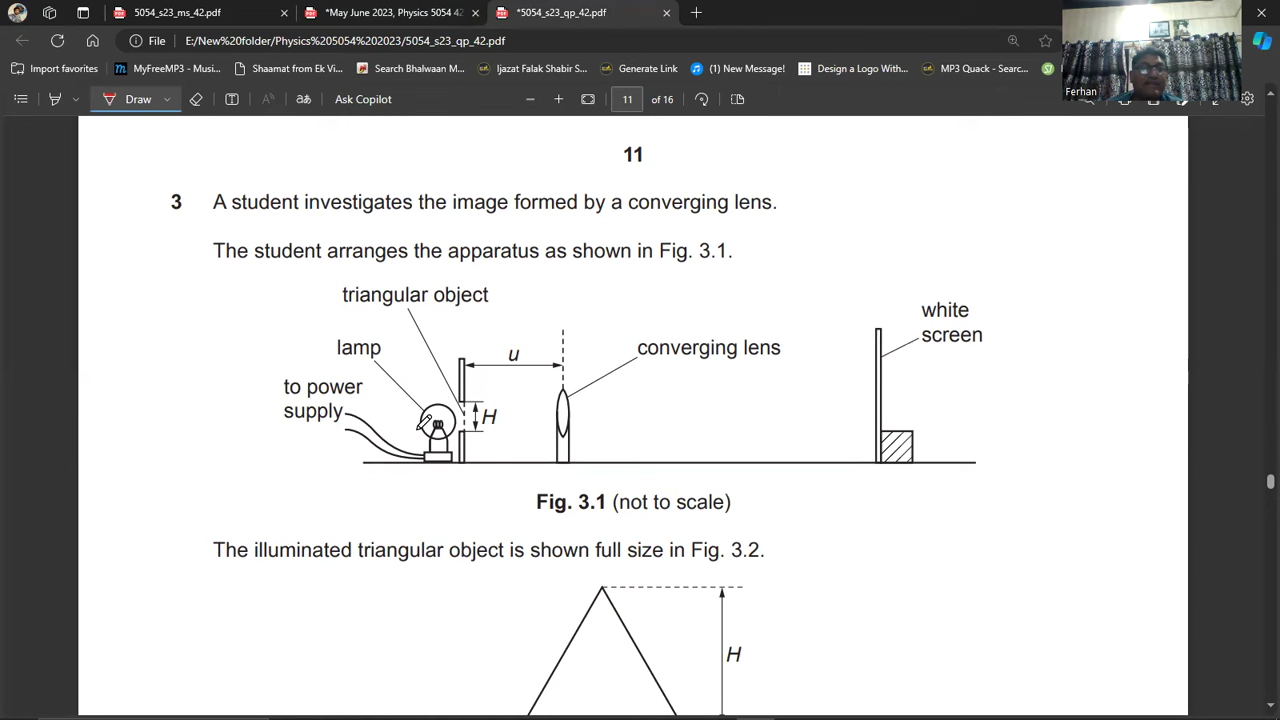 5054_s23_ms_42.pdf
*May June 2023, Physics 5054 42
*5054_s23_qp_42.pdf
File
E:/New%20folder/Physics%205054%202023/5054_s23_qp_42.pdf
Import favorites
MyFreeMP3 - Musi...
Shaamat from Ek Vi...
Search Bhalwaan M...
Ijazat Falak Shabir S...
Generate Link
(1) New Message!
Design a Logo With...
MP3 Quack - Searc...
Ferhan
Draw
Ask Copilot
11
of 16
11
3 A student investigates the image formed by a converging lens.
The student arranges the apparatus as shown in Fig. 3.1.
triangular object
white
screen
lamp
u
converging lens
to power
supply
H
Fig. 3.1 (not to scale)
The illuminated triangular object is shown full size in Fig. 3.2.
H